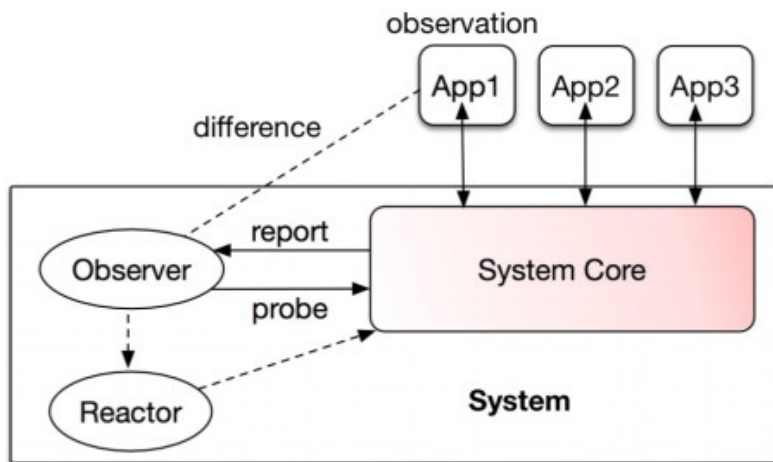 observation
App1
App2
App3
difference
report
Observer
System Core
probe
Reactor
System